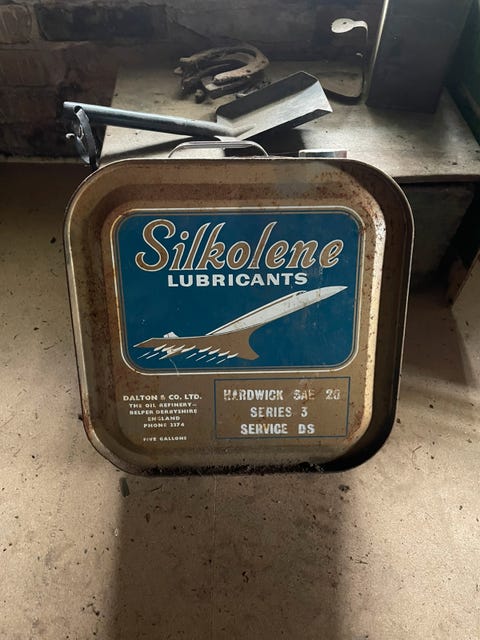 Silkolene
LUBRICANTS
DALTON & CO. LTD.
THE OIL REFINERY—
BELPER DERBYSHIRE
ENGLAND
PHONE 2274
FIVE GALLONS
HARDWICK SAE 20
SERIES 3
SERVICE DS